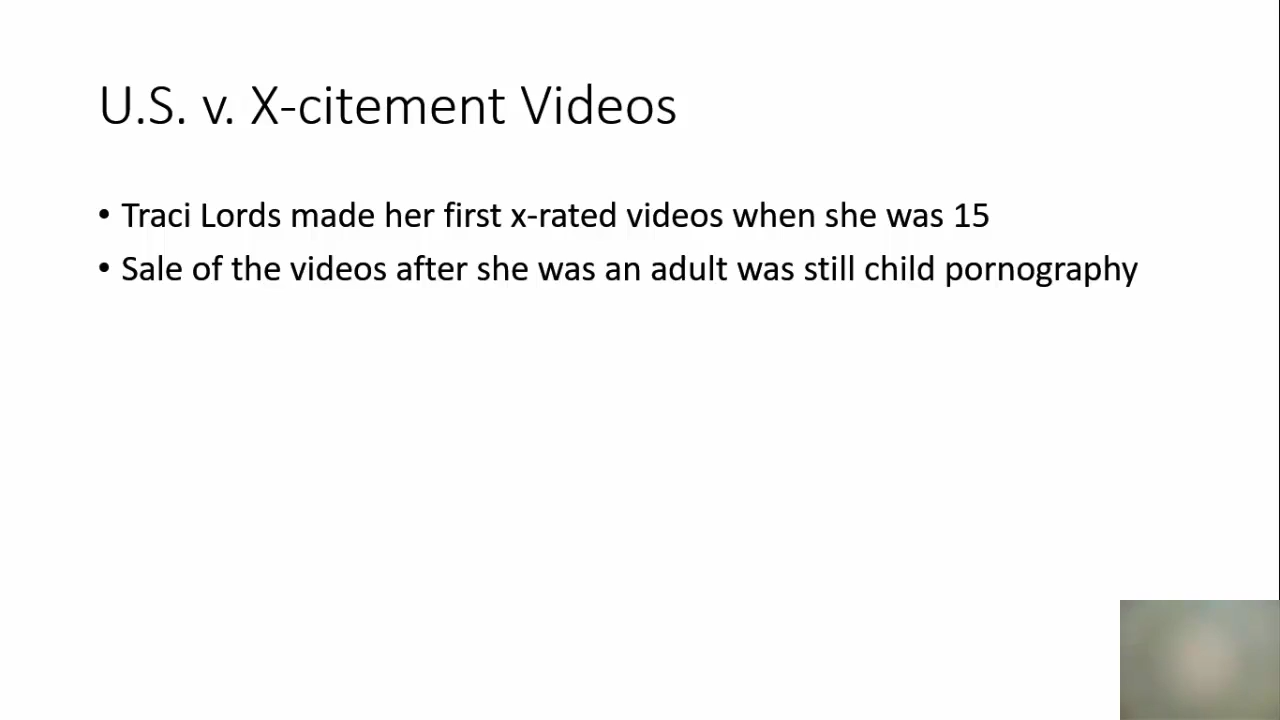 U.S. v. X-citement Videos
• Traci Lords made her first x-rated videos when she was 15
• Sale of the videos after she was an adult was still child pornography